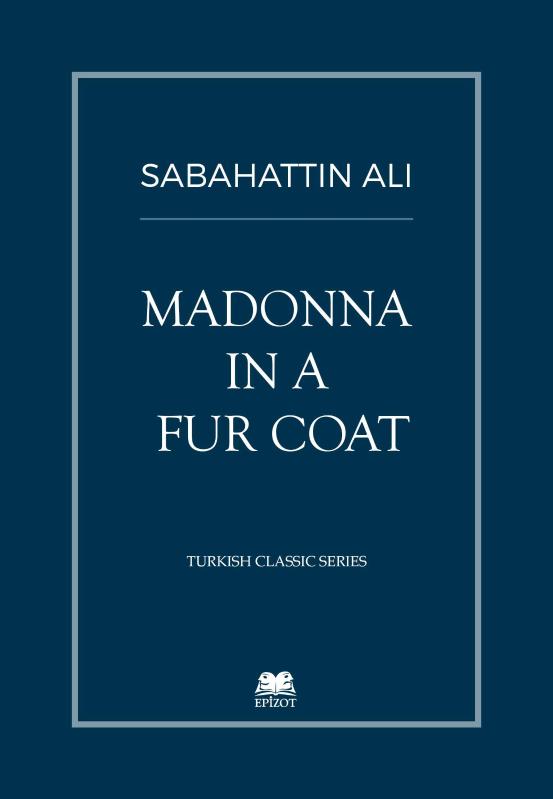 SABAHATTIN ALI
MADONNA
IN A
FUR COAT
TURKISH CLASSIC SERIES
EPİZOT